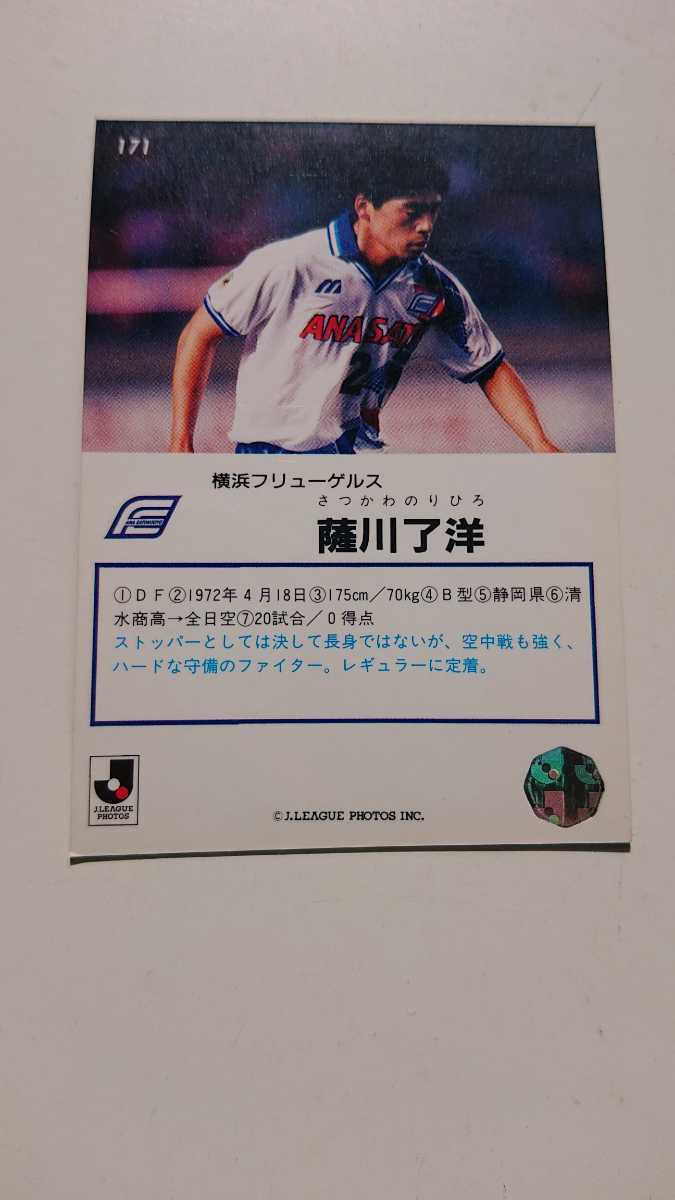 171
ANA SAT
2
横浜フリューゲルス
さつかわのりひろ
薩川了洋
①DF②1972年4月18日③175cm／70kg④B型⑤静岡県⑥清
水商高→全日空⑦20試合／0得点
ストッパーとしては決して長身ではないが、空中戦も強く、
ハードな守備のファイター。レギュラーに定着。
J.LEAGUE
PHOTOS
©J.LEAGUE PHOTOS INC.